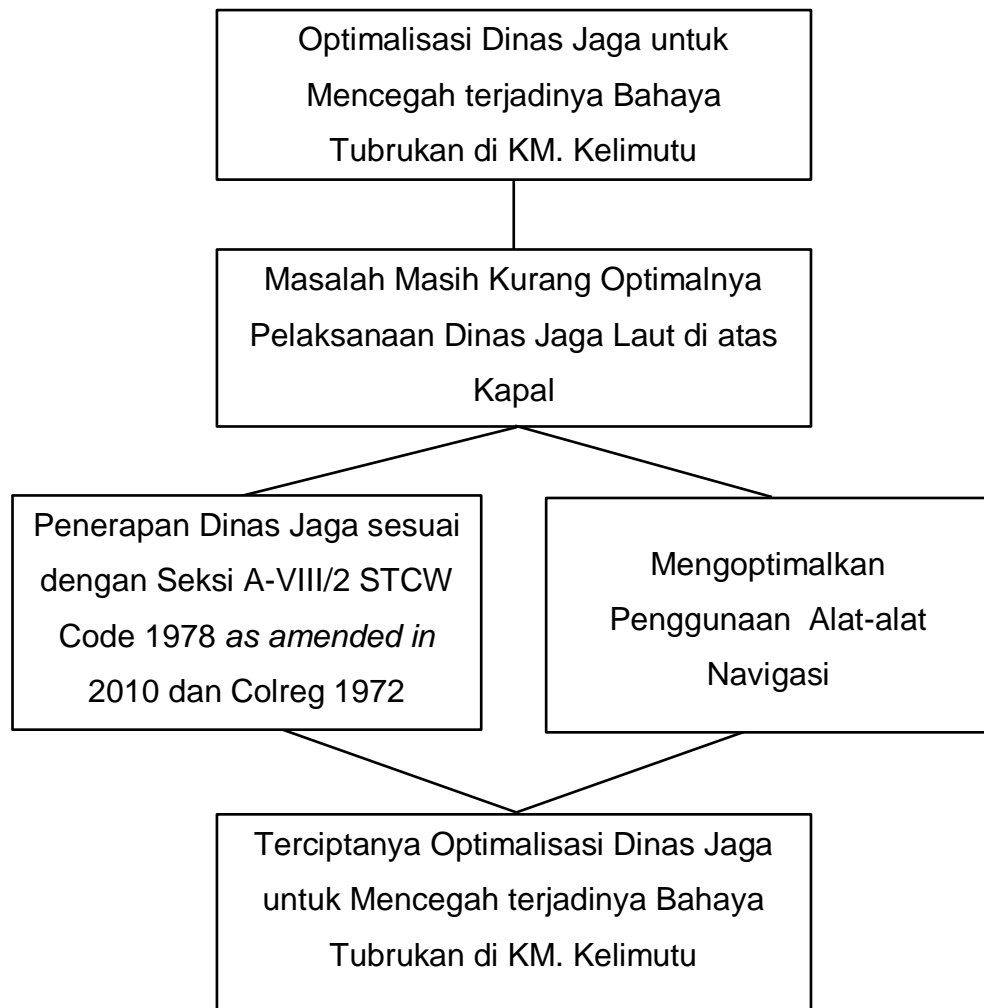 Optimalisasi Dinas Jaga untuk
Mencegah terjadinya Bahaya
Tubrukan di KM. Kelimutu
Masalah Masih Kurang Optimalnya
Pelaksanaan Dinas Jaga Laut di atas
Kapal
Penerapan Dinas Jaga sesuai
dengan Seksi A-VIII/2 STCW
Code 1978 as amended in
2010 dan Colreg 1972
Mengoptimalkan
Penggunaan Alat-alat
Navigasi
Terciptanya Optimalisasi Dinas Jaga
untuk Mencegah terjadinya Bahaya
Tubrukan di KM. Kelimutu